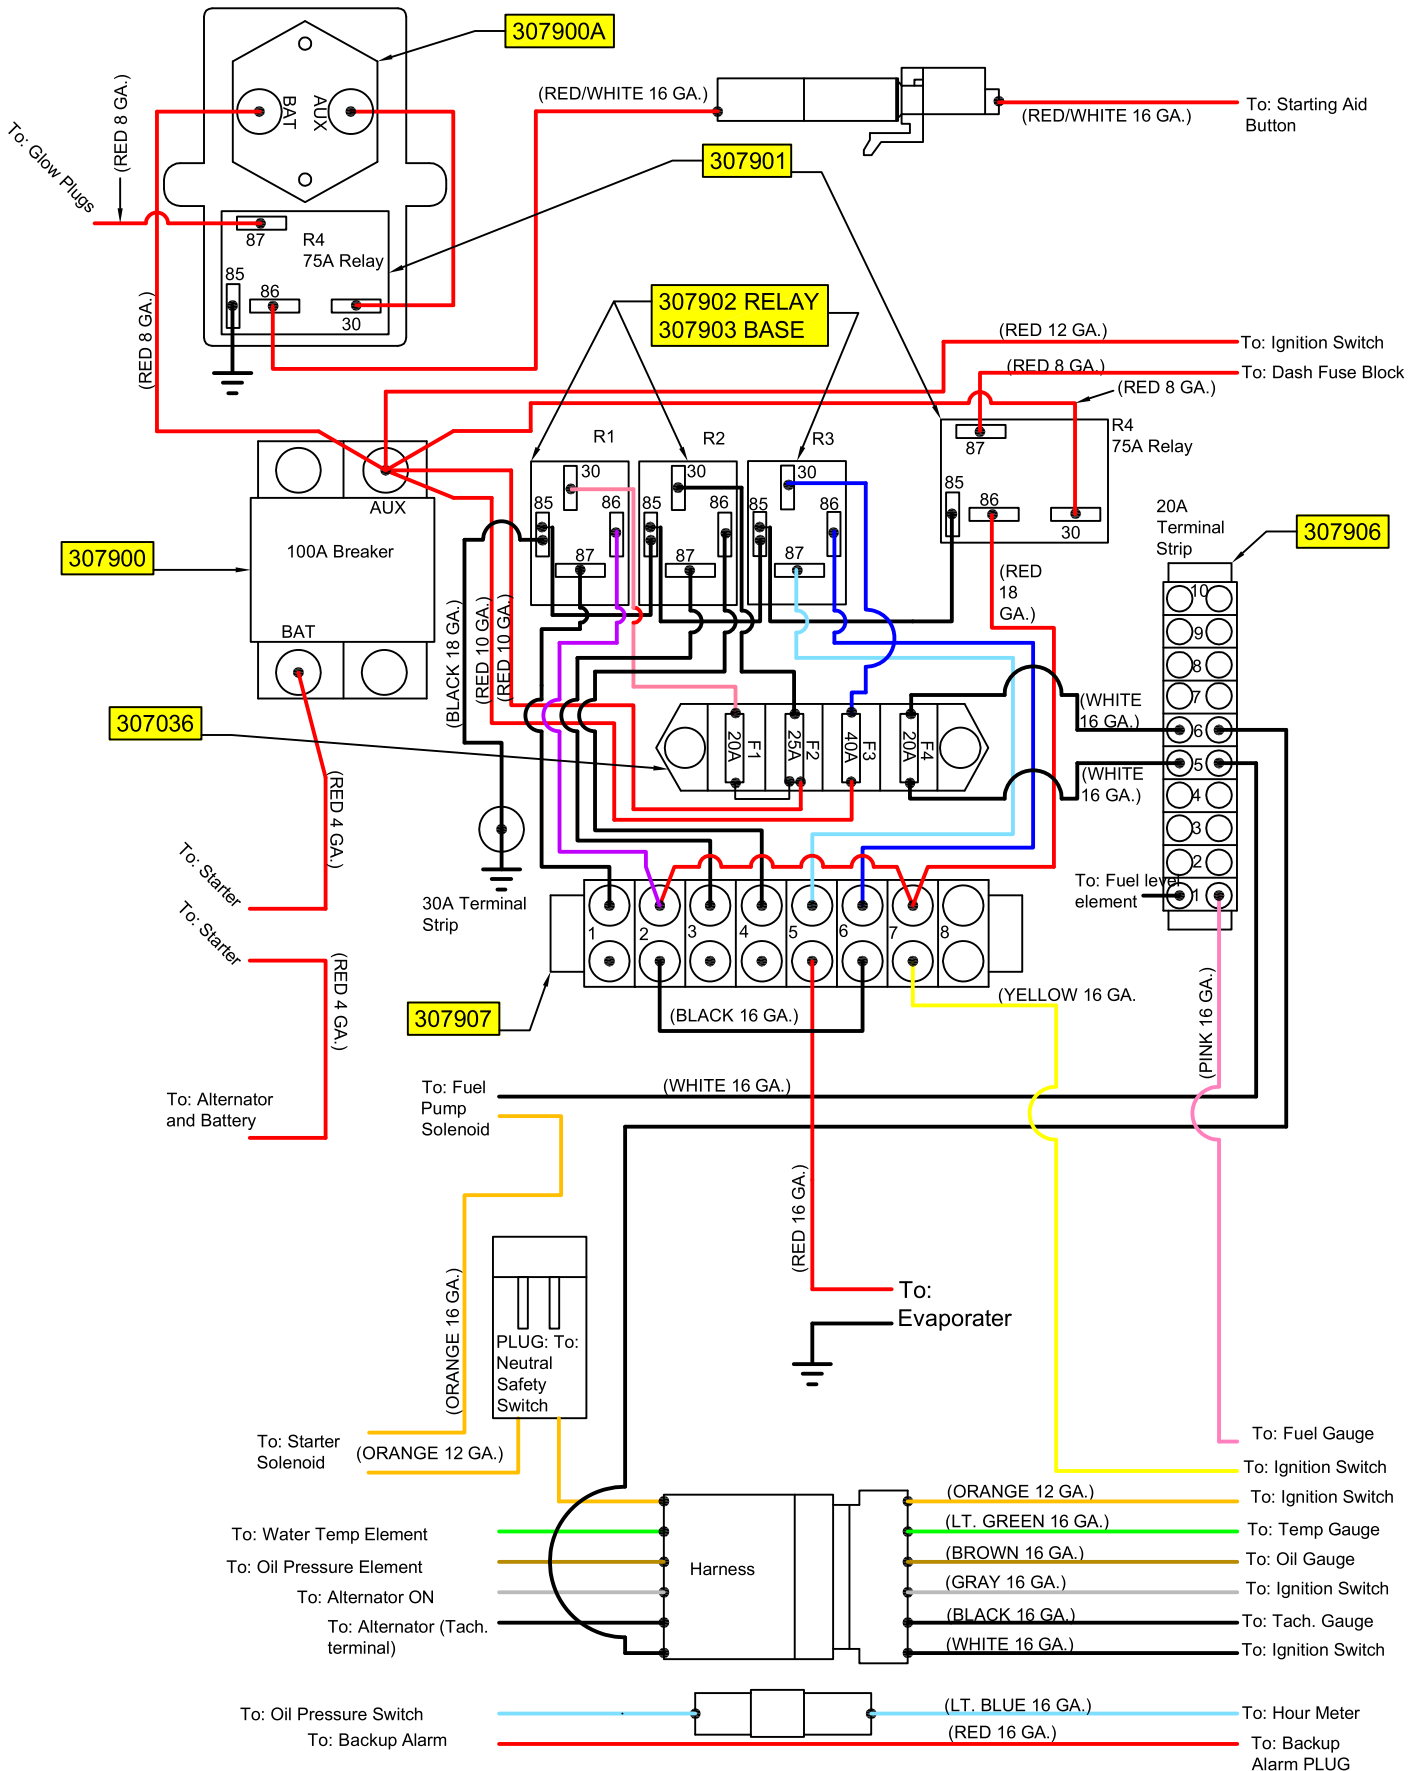 307900A
(RED/WHITE 16 GA.)
(RED/WHITE 16 GA.)
To: Starting Aid
Button
BAT
AUX
(RED 8 GA.)
To: Glow Plugs
307901
87
R4
75A Relay
85
86
30
(RED 8 GA.)
307902 RELAY
307903 BASE
(RED 12 GA.)
To: Ignition Switch
(RED 8 GA.)
To: Dash Fuse Block
(RED 8 GA.)
R1
R2
R3
R4
75A Relay
87
85
86
30
30
85
86
87
30
85
86
87
30
85
86
87
AUX
100A Breaker
BAT
307900
20A
Terminal
Strip
307906
(RED
18
GA.)
(BLACK 18 GA.)
(RED 10 GA.)
(RED 10 GA.)
307036
20A
F1
25A
F2
40A
F3
20A
F4
(WHITE
16 GA.)
(WHITE
16 GA.)
10
9
8
7
6
5
4
3
2
1
(RED 4 GA.)
To: Starter
To: Starter
(RED 4 GA.)
To: Fuel level
element
30A Terminal
Strip
1
2
3
4
5
6
7
8
307907
(BLACK 16 GA.)
(YELLOW 16 GA.
(PINK 16 GA.)
To: Alternator
and Battery
To: Fuel
Pump
Solenoid
(WHITE 16 GA.)
(RED 16 GA.)
To:
Evaporater
(ORANGE 16 GA.)
PLUG: To:
Neutral
Safety
Switch
To: Starter
Solenoid
(ORANGE 12 GA.)
To: Fuel Gauge
To: Ignition Switch
(ORANGE 12 GA.)
To: Ignition Switch
To: Water Temp Element
(LT. GREEN 16 GA.)
To: Temp Gauge
To: Oil Pressure Element
Harness
(BROWN 16 GA.)
To: Oil Gauge
To: Alternator ON
(GRAY 16 GA.)
To: Ignition Switch
To: Alternator (Tach.
terminal)
(BLACK 16 GA.)
To: Tach. Gauge
(WHITE 16 GA.)
To: Ignition Switch
To: Oil Pressure Switch
(LT. BLUE 16 GA.)
To: Hour Meter
To: Backup Alarm
(RED 16 GA.)
To: Backup
Alarm PLUG